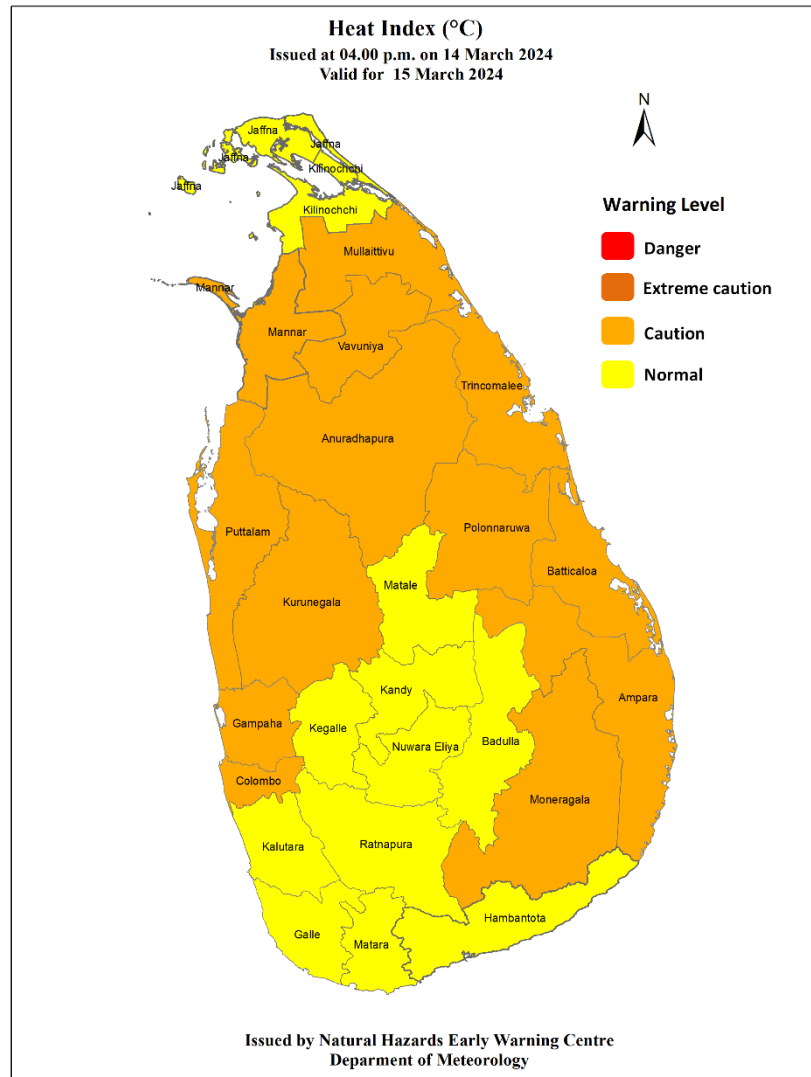 Heat Index (°C)
Issued at 04.00 p.m. on 14 March 2024
Valid for 15 March 2024
N
Jaffna
Jaffna
Jaffna
Kilinochchi
Jaffna
Kilinochchi
Warning Level
Danger
Extreme caution
Caution
Normal
Mullaittivu
Mannar
Mannar
Vavuniya
Trincomalee
Anuradhapura
Puttalam
Polonnaruwa
Batticaloa
Matale
Kurunegala
Kandy
Ampara
Gampaha
Kegalle
Nuwara Eliya
Badulla
Colombo
Moneragala
Kalutara
Ratnapura
Hambantota
Galle
Matara
Issued by Natural Hazards Early Warning Centre
Deparment of Meteorology